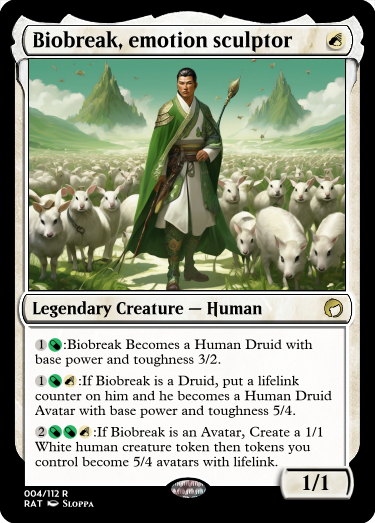 Biobreak, emotion sculptor
Legendary Creature — Human
1 :Biobreak Becomes a Human Druid with
base power and toughness 3/2.
1 :If Biobreak is a Druid, put a lifelink
counter on him and he becomes a Human Druid
Avatar with base power and toughness 5/4.
2 :If Biobreak is an Avatar, Create a 1/1
White human creature token then tokens you
control become 5/4 avatars with lifelink.
1/1
004/112 R
RAT Sloppa